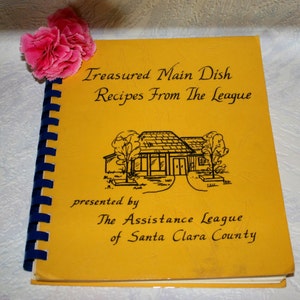 Treasured Main Dish
Recipes From The League
presented by
The Assistance League
of Santa Clara County